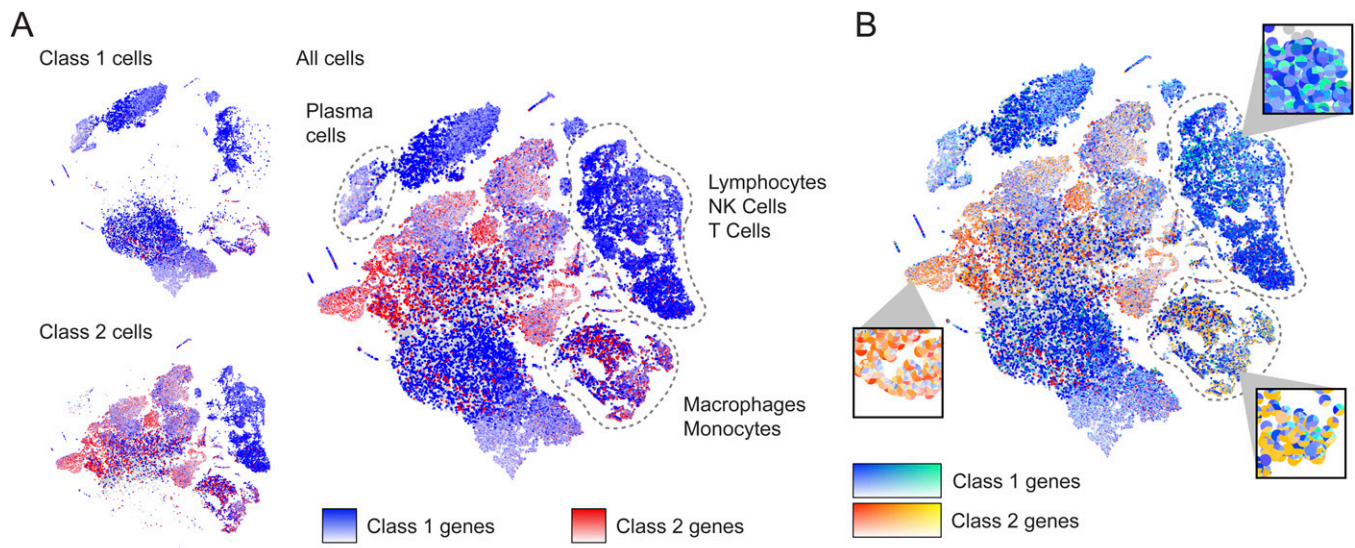 A
Class 1 cells
All cells
Plasma
cells
Lymphocytes
NK Cells
T Cells
Class 2 cells
Macrophages
Monocytes
Class 1 genes
Class 2 genes
B
Class 1 genes
Class 2 genes